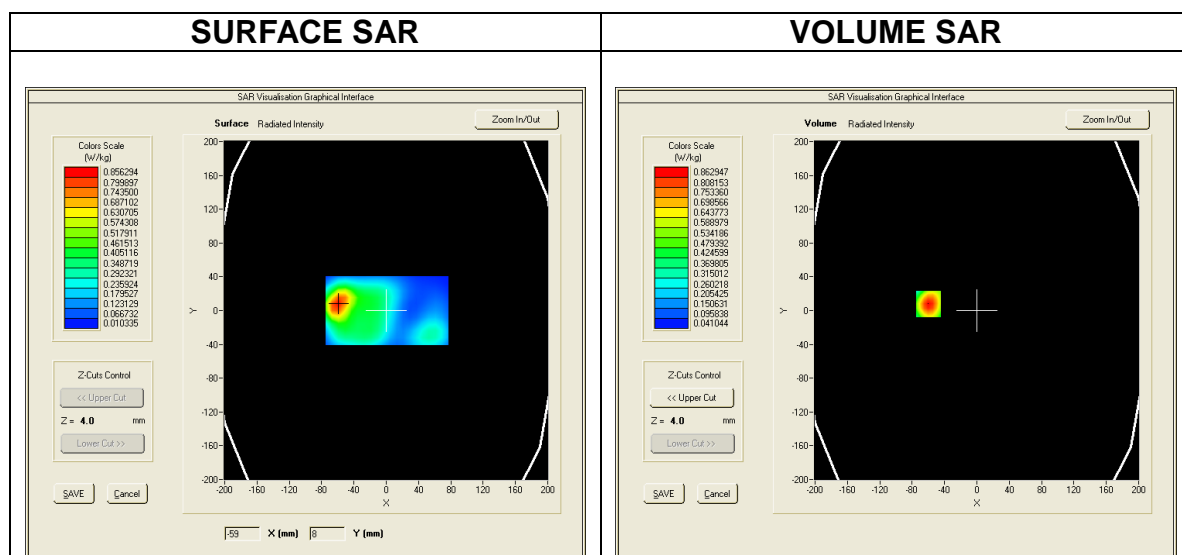 SURFACE SAR
VOLUME SAR
SAR Visualisation Graphical Interface
Surface Radiated Intensity
Zoom In/Out
Colors Scale
(W/kg)
0.856294
0.799897
0.743500
0.687102
0.630705
0.574308
0.517911
0.461513
0.405116
0.348719
0.292321
0.235924
0.179527
0.123129
0.066732
0.010335
Z-Cuts Control
<< Upper Cut
Z = 4.0 mm
Lower Cut >>
SAVE Cancel
200
160
120
80
40
0
-40
-80
-120
-160
-200
Y
-200 -160 -120 -80 -40 0 40 80 120 160 200
X
-59 X (mm) 8 Y (mm)
SAR Visualisation Graphical Interface
Volume Radiated Intensity
Zoom In/Out
Colors Scale
(W/kg)
0.862947
0.808153
0.753360
0.698566
0.643773
0.588979
0.534186
0.479392
0.424599
0.369805
0.315012
0.260218
0.205425
0.150631
0.095838
0.041044
Z-Cuts Control
<< Upper Cut
Z = 4.0 mm
Lower Cut >>
SAVE Cancel
200
160
120
80
40
0
-40
-80
-120
-160
-200
Y
-200 -160 -120 -80 -40 0 40 80 120 160 200
X